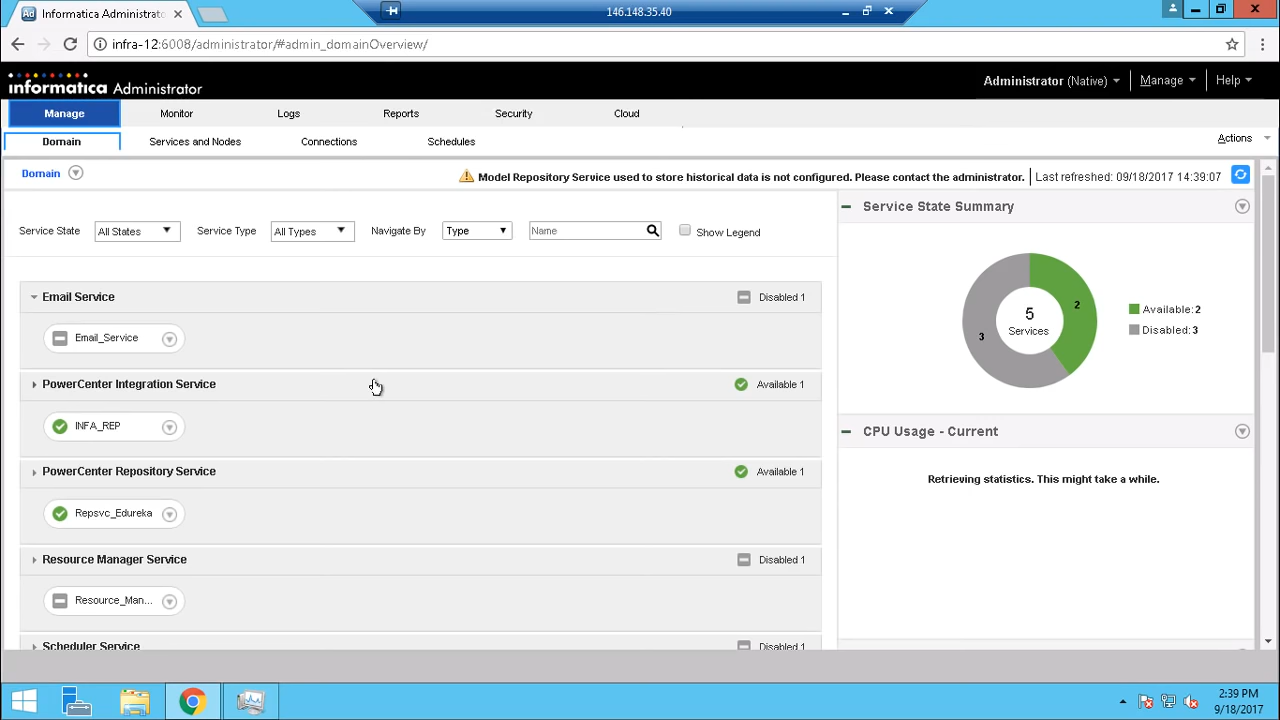 146.148.35.40
Ad Informatica Administrator
infra-12:6008/administrator/#admin_domainOverview/
informatica Administrator
Administrator (Native) Manage Help
Manage Monitor Logs Reports Security Cloud
Domain Services and Nodes Connections Schedules Actions
Domain Model Repository Service used to store historical data is not configured. Please contact the administrator. Last refreshed: 09/18/2017 14:39:07
Service State All States Service Type All Types Navigate By Type Name Show Legend
Email Service Disabled 1
Email_Service
PowerCenter Integration Service Available 1
INFA_REP
PowerCenter Repository Service Available 1
Repsvc_Edureka
Resource Manager Service Disabled 1
Resource_Man...
Scheduler Service Disabled 1
Service State Summary
2
3
5
Services
Available:2
Disabled:3
CPU Usage - Current
Retrieving statistics. This might take a while.
2:39 PM
9/18/2017